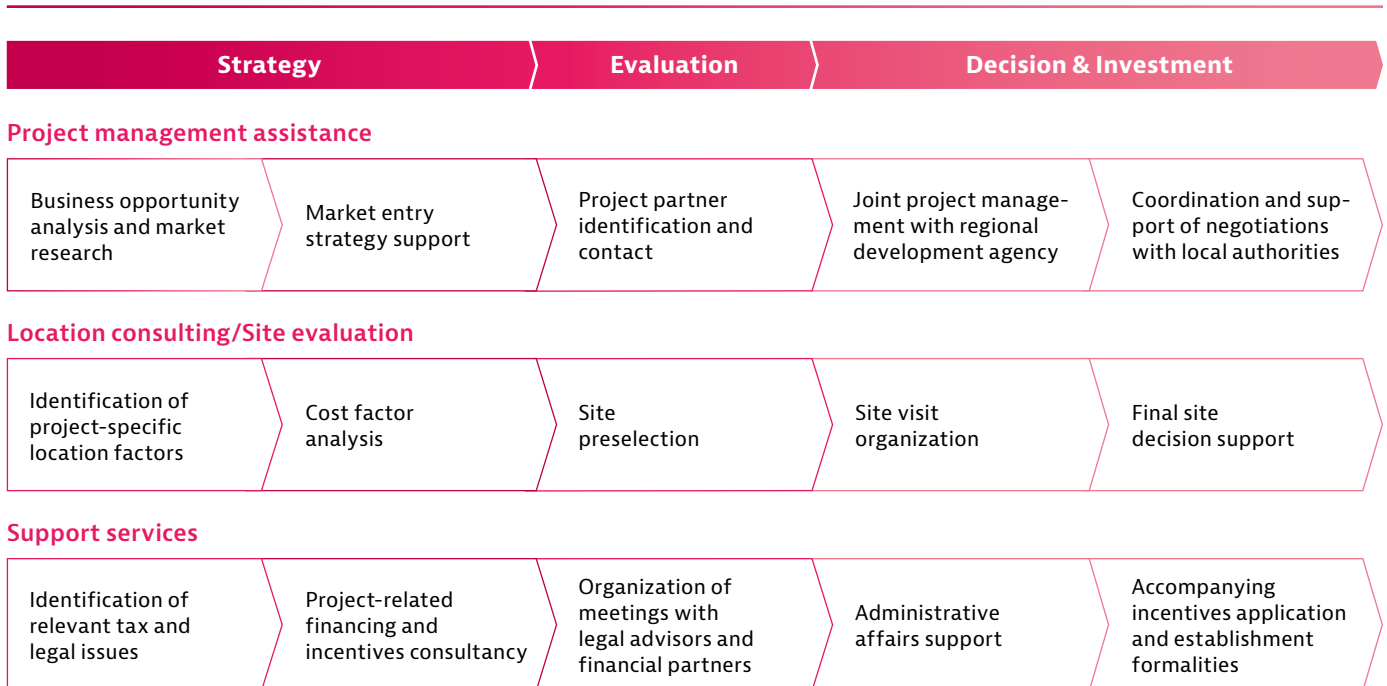 Strategy
Evaluation
Decision & Investment
Project management assistance
Business opportunity
analysis and market
research
Market entry
strategy support
Project partner
identification and
contact
Joint project manage-
ment with regional
development agency
Coordination and sup-
port of negotiations
with local authorities
Location consulting/Site evaluation
Identification of
project-specific
location factors
Cost factor
analysis
Site
preselection
Site visit
organization
Final site
decision support
Support services
Identification of
relevant tax and
legal issues
Project-related
financing and
incentives consultancy
Organization of
meetings with
legal advisors and
financial partners
Administrative
affairs support
Accompanying
incentives application
and establishment
formalities